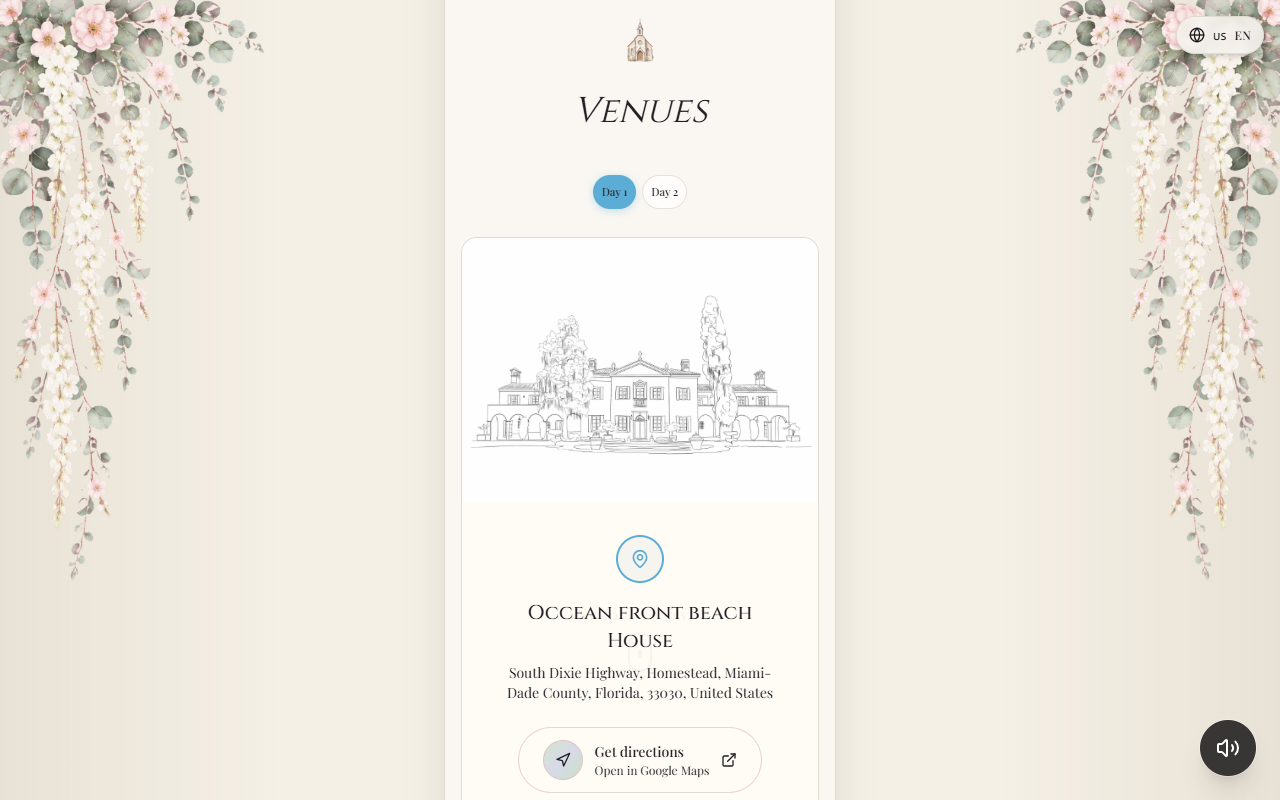 US EN
VENUES
Day 1 Day 2
OCCEAN FRONT BEACH
HOUSE
South Dixie Highway, Homestead, Miami-
Dade County, Florida, 33030, United States
Get directions
Open in Google Maps